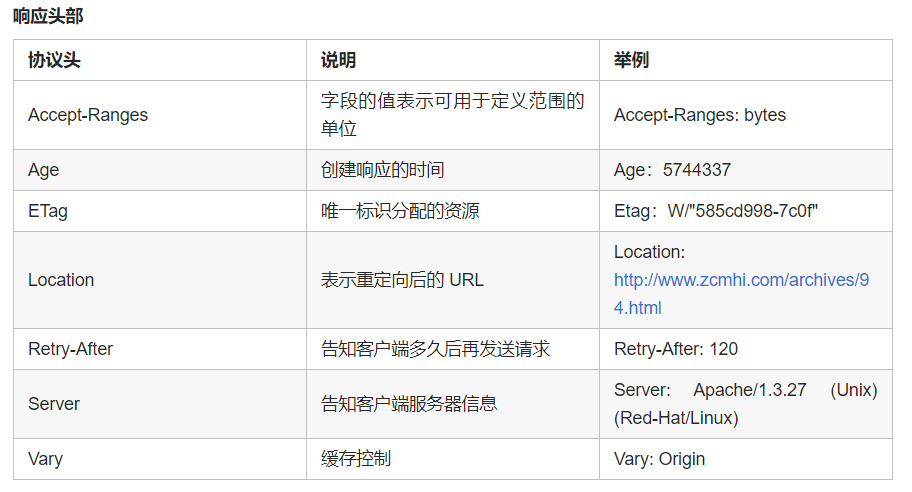 响应头部
协议头 说明 举例
Accept-Ranges 字段的值表示可用于定义范围的 Accept-Ranges: bytes
单位
Age 创建响应的时间 Age：5744337
ETag 唯一标识分配的资源 Etag：W/"585cd998-7c0f"
Location 表示重定向后的 URL Location:
http://www.zcmhi.com/archives/9
4.html
Retry-After 告知客户端多久后再发送请求 Retry-After: 120
Server 告知客户端服务器信息 Server: Apache/1.3.27 (Unix)
(Red-Hat/Linux)
Vary 缓存控制 Vary: Origin